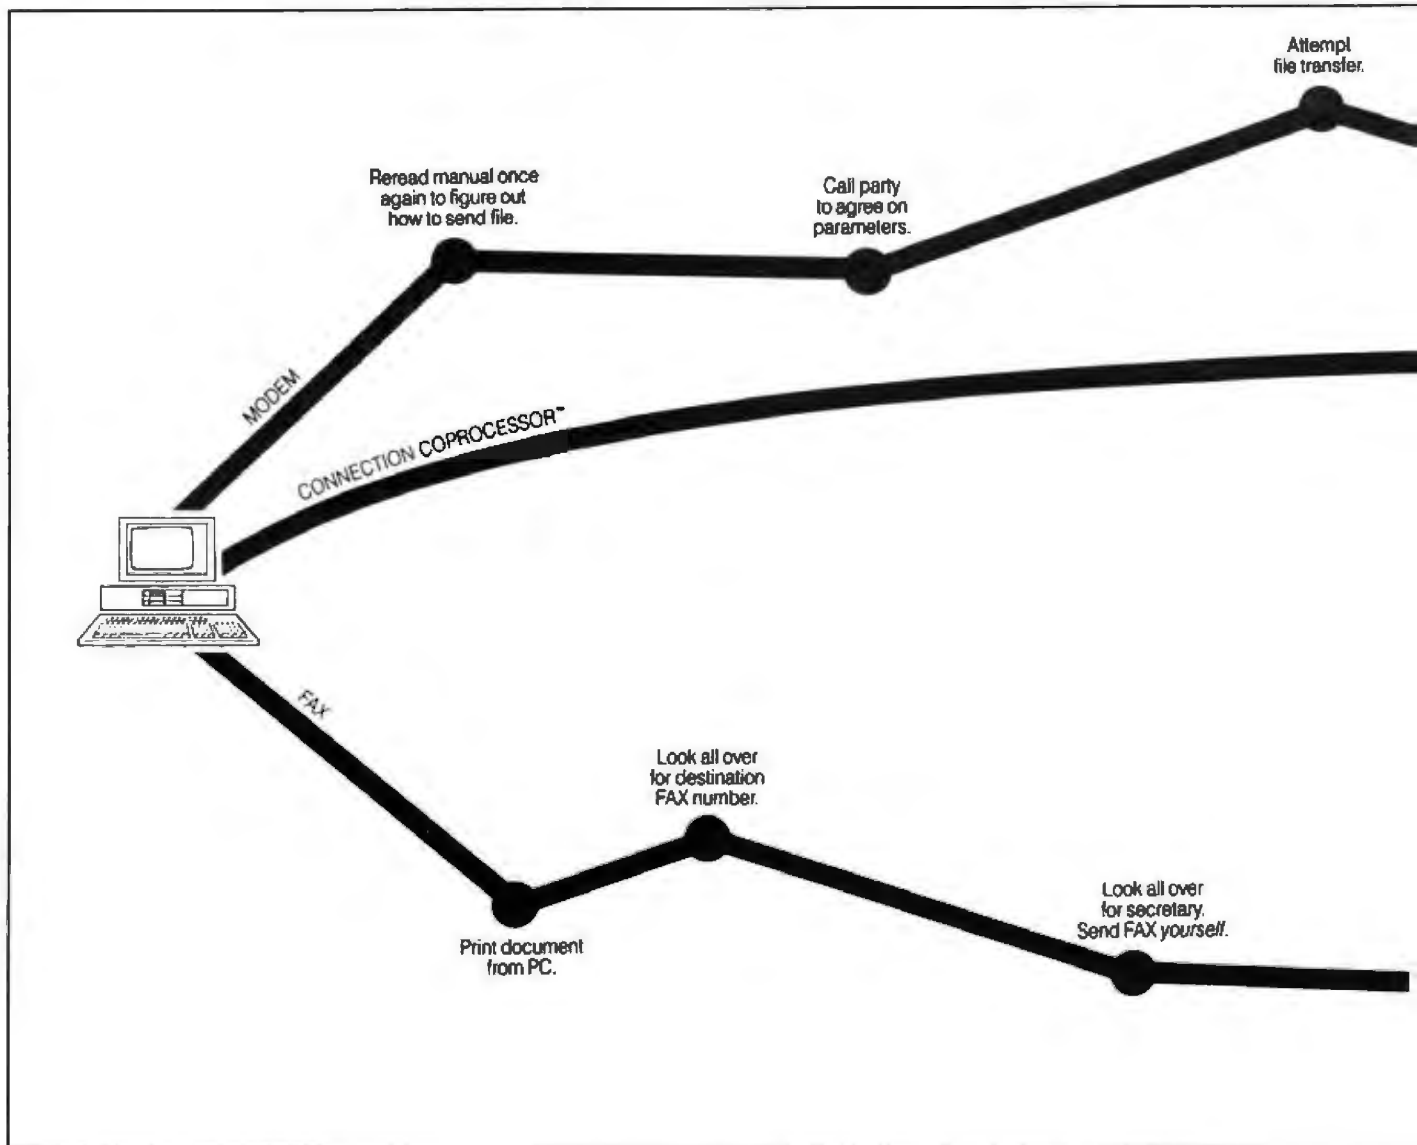 Attempt
file transfer.
Reread manual once
again to figure out
how to send file.
Call party
to agree on
parameters.
MODEM
CONNECTION COPROCESSOR™
FAX
Look all over
for destination
FAX number.
Print document
from PC.
Look all over
for secretary.
Send FAX yourself.